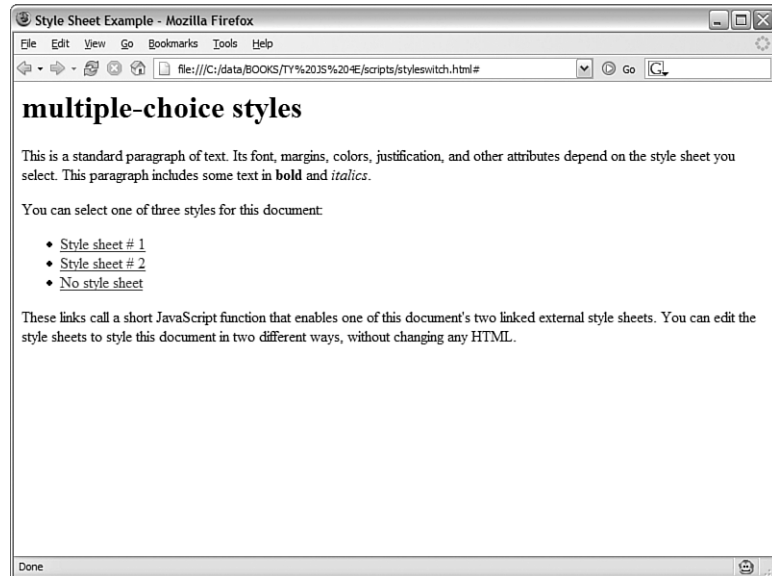 Style Sheet Example - Mozilla Firefox
File Edit View Go Bookmarks Tools Help
file:///C:/data/BOOKS/TY%20JS%204E/scripts/styleswitch.html# Go G
multiple-choice styles
This is a standard paragraph of text. Its font, margins, colors, justification, and other attributes depend on the style sheet you
select. This paragraph includes some text in bold and italics.
You can select one of three styles for this document:
• Style sheet # 1
• Style sheet # 2
• No style sheet
These links call a short JavaScript function that enables one of this document's two linked external style sheets. You can edit the
style sheets to style this document in two different ways, without changing any HTML.
Done